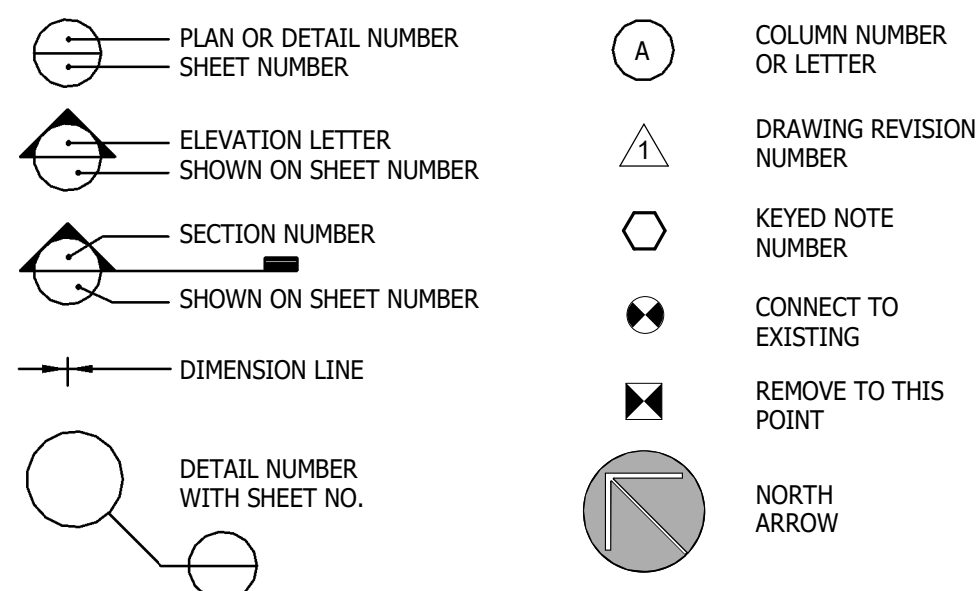 PLAN OR DETAIL NUMBER
SHEET NUMBER
ELEVATION LETTER
SHOWN ON SHEET NUMBER
SECTION NUMBER
SHOWN ON SHEET NUMBER
DIMENSION LINE
DETAIL NUMBER
WITH SHEET NO.
A
COLUMN NUMBER
OR LETTER
1
DRAWING REVISION
NUMBER
KEYED NOTE
NUMBER
CONNECT TO
EXISTING
REMOVE TO THIS
POINT
NORTH
ARROW